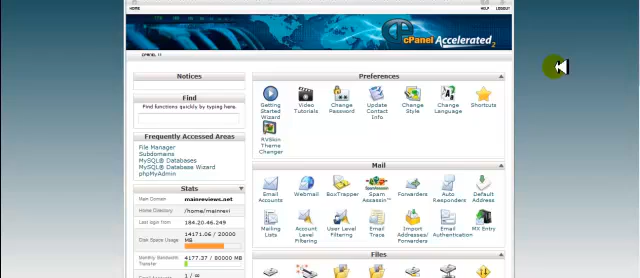 HOME
HELP LOGOUT
cPanel Accelerated2
CPANEL 11
Notices
Find
Find functions quickly by typing here.
Frequently Accessed Areas
File Manager
Subdomains
MySQL® Databases
MySQL® Database Wizard
phpMyAdmin
Stats
Main Domain mainreviews.net
Home Directory /home/mainrevi
Last login from 184.20.46.249
Disk Space Usage 14171.06 / 20000 MB
Monthly Bandwidth Transfer 4177.37 / 80000 MB
1 / ∞
Preferences
Getting Started Wizard
Video Tutorials
Change Password
Update Contact Info
Change Style
Change Language
Shortcuts
RVSkin Theme Changer
Mail
Email Accounts
Webmail
BoxTrapper
Spam Assassin™
Forwarders
Auto Responders
Default Address
Mailing Lists
Account Level Filtering
User Level Filtering
Email Trace
Import Addresses/ Forwarders
Email Authentication
MX Entry
Files